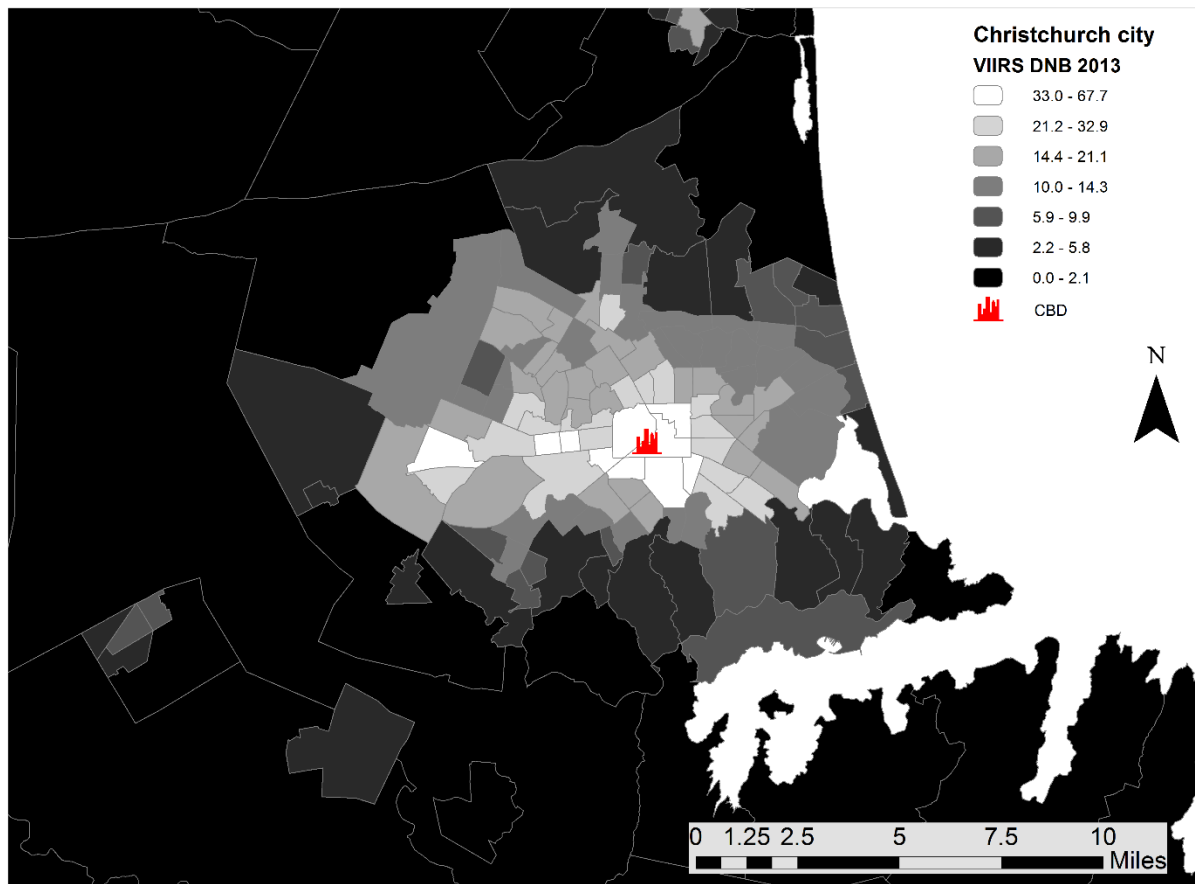 Christchurch city
VIIRS DNB 2013
33.0 - 67.7
21.2 - 32.9
14.4 - 21.1
10.0 - 14.3
5.9 - 9.9
2.2 - 5.8
0.0 - 2.1
CBD
N
0 1.25 2.5 5 7.5 10
Miles